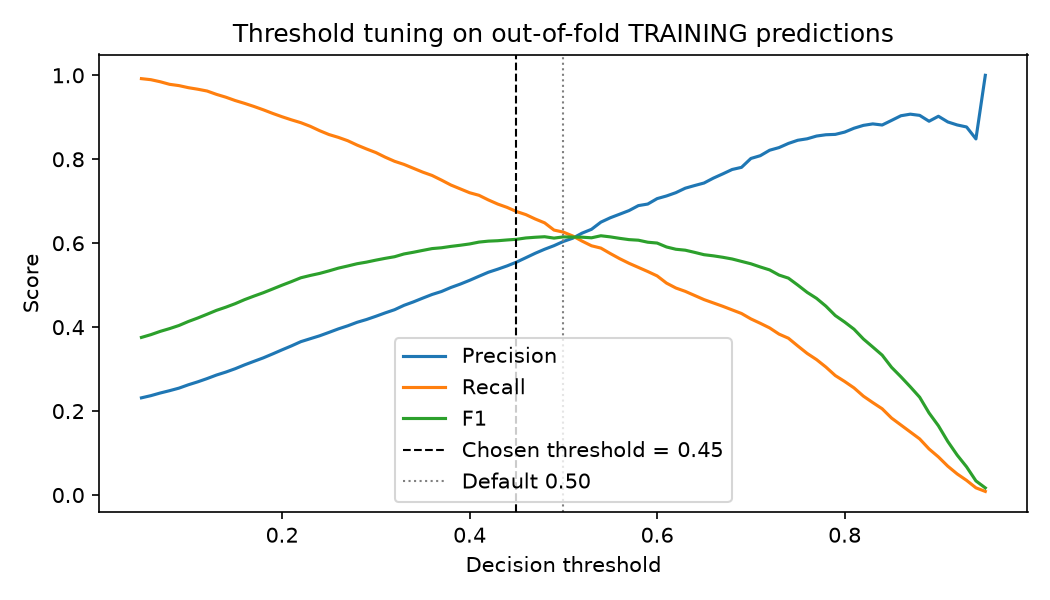 Threshold tuning on out-of-fold TRAINING predictions
1.0
0.8
0.6
0.4
0.2
0.0
Score
Precision
Recall
F1
Chosen threshold = 0.45
Default 0.50
0.2
0.4
0.6
0.8
Decision threshold